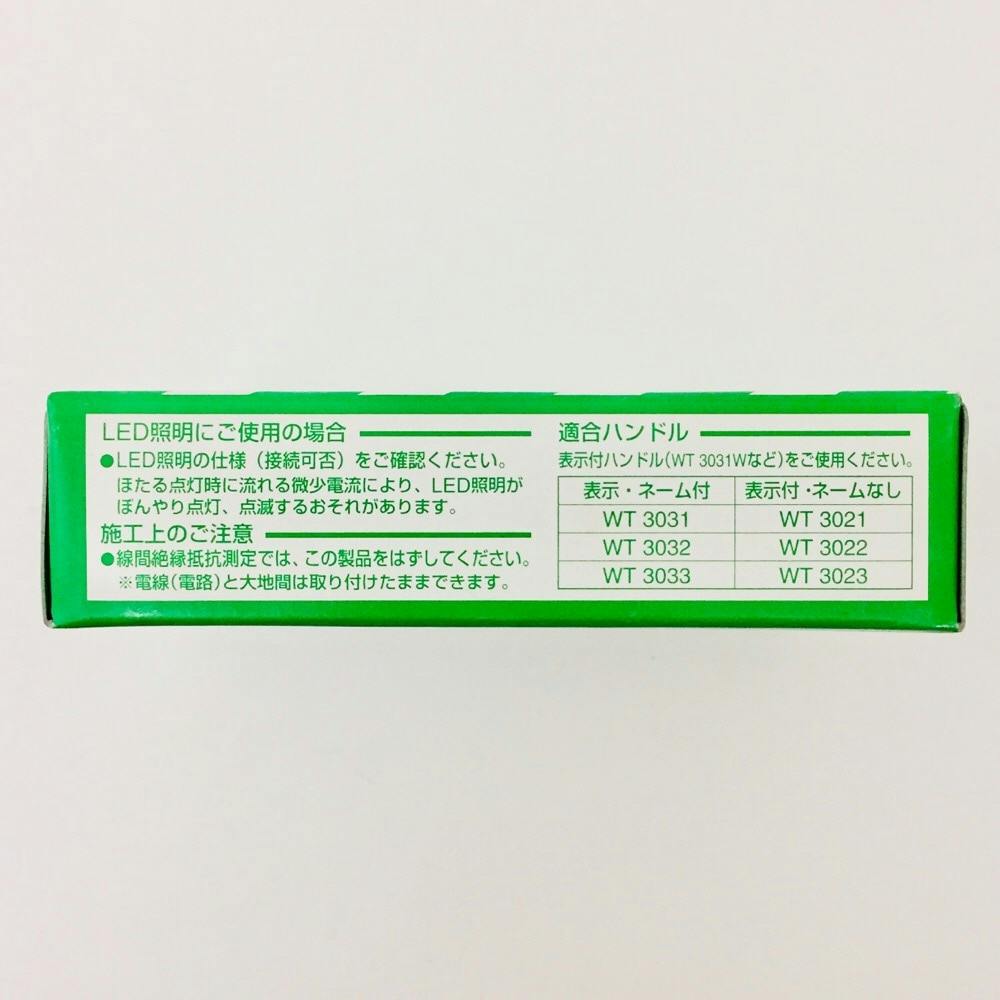 LED照明にご使用の場合
●LED照明の仕様（接続可否）をご確認ください。
ほたる点灯時に流れる微少電流により、LED照明が
ぼんやり点灯、点滅するおそれがあります。
施工上のご注意
●線間絶縁抵抗測定では、この製品をはずしてください。
※電線（電路）と大地間は取り付けたままできます。
適合ハンドル
表示付ハンドル（WT 3031Wなど）をご使用ください。
表示・ネーム付 表示付・ネームなし
WT 3031 WT 3021
WT 3032 WT 3022
WT 3033 WT 3023